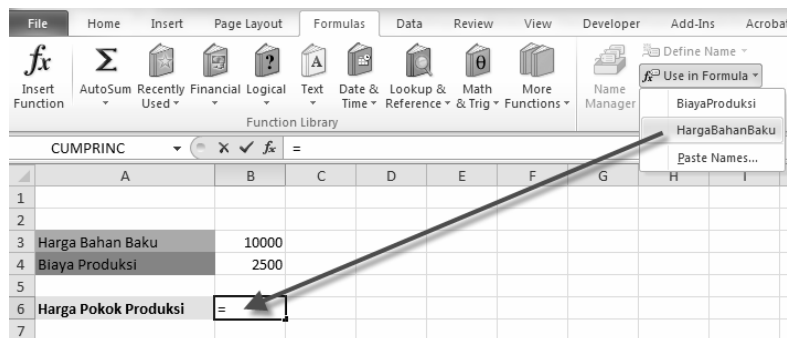 File Home Insert Page Layout Formulas Data Review View Developer Add-Ins Acrobat
fx Σ ? A θ Define Name
Insert Function AutoSum Recently Used Financial Logical Text Date & Time Lookup & Reference Math & Trig More Functions Name Manager fx Use in Formula
BiayaProduksi
HargaBahanBaku
Paste Names...
Function Library
CUMPRINC fx =
A B C D E F G H I
1
2
3 Harga Bahan Baku 10000
4 Biaya Produksi 2500
5
6 Harga Pokok Produksi =
7